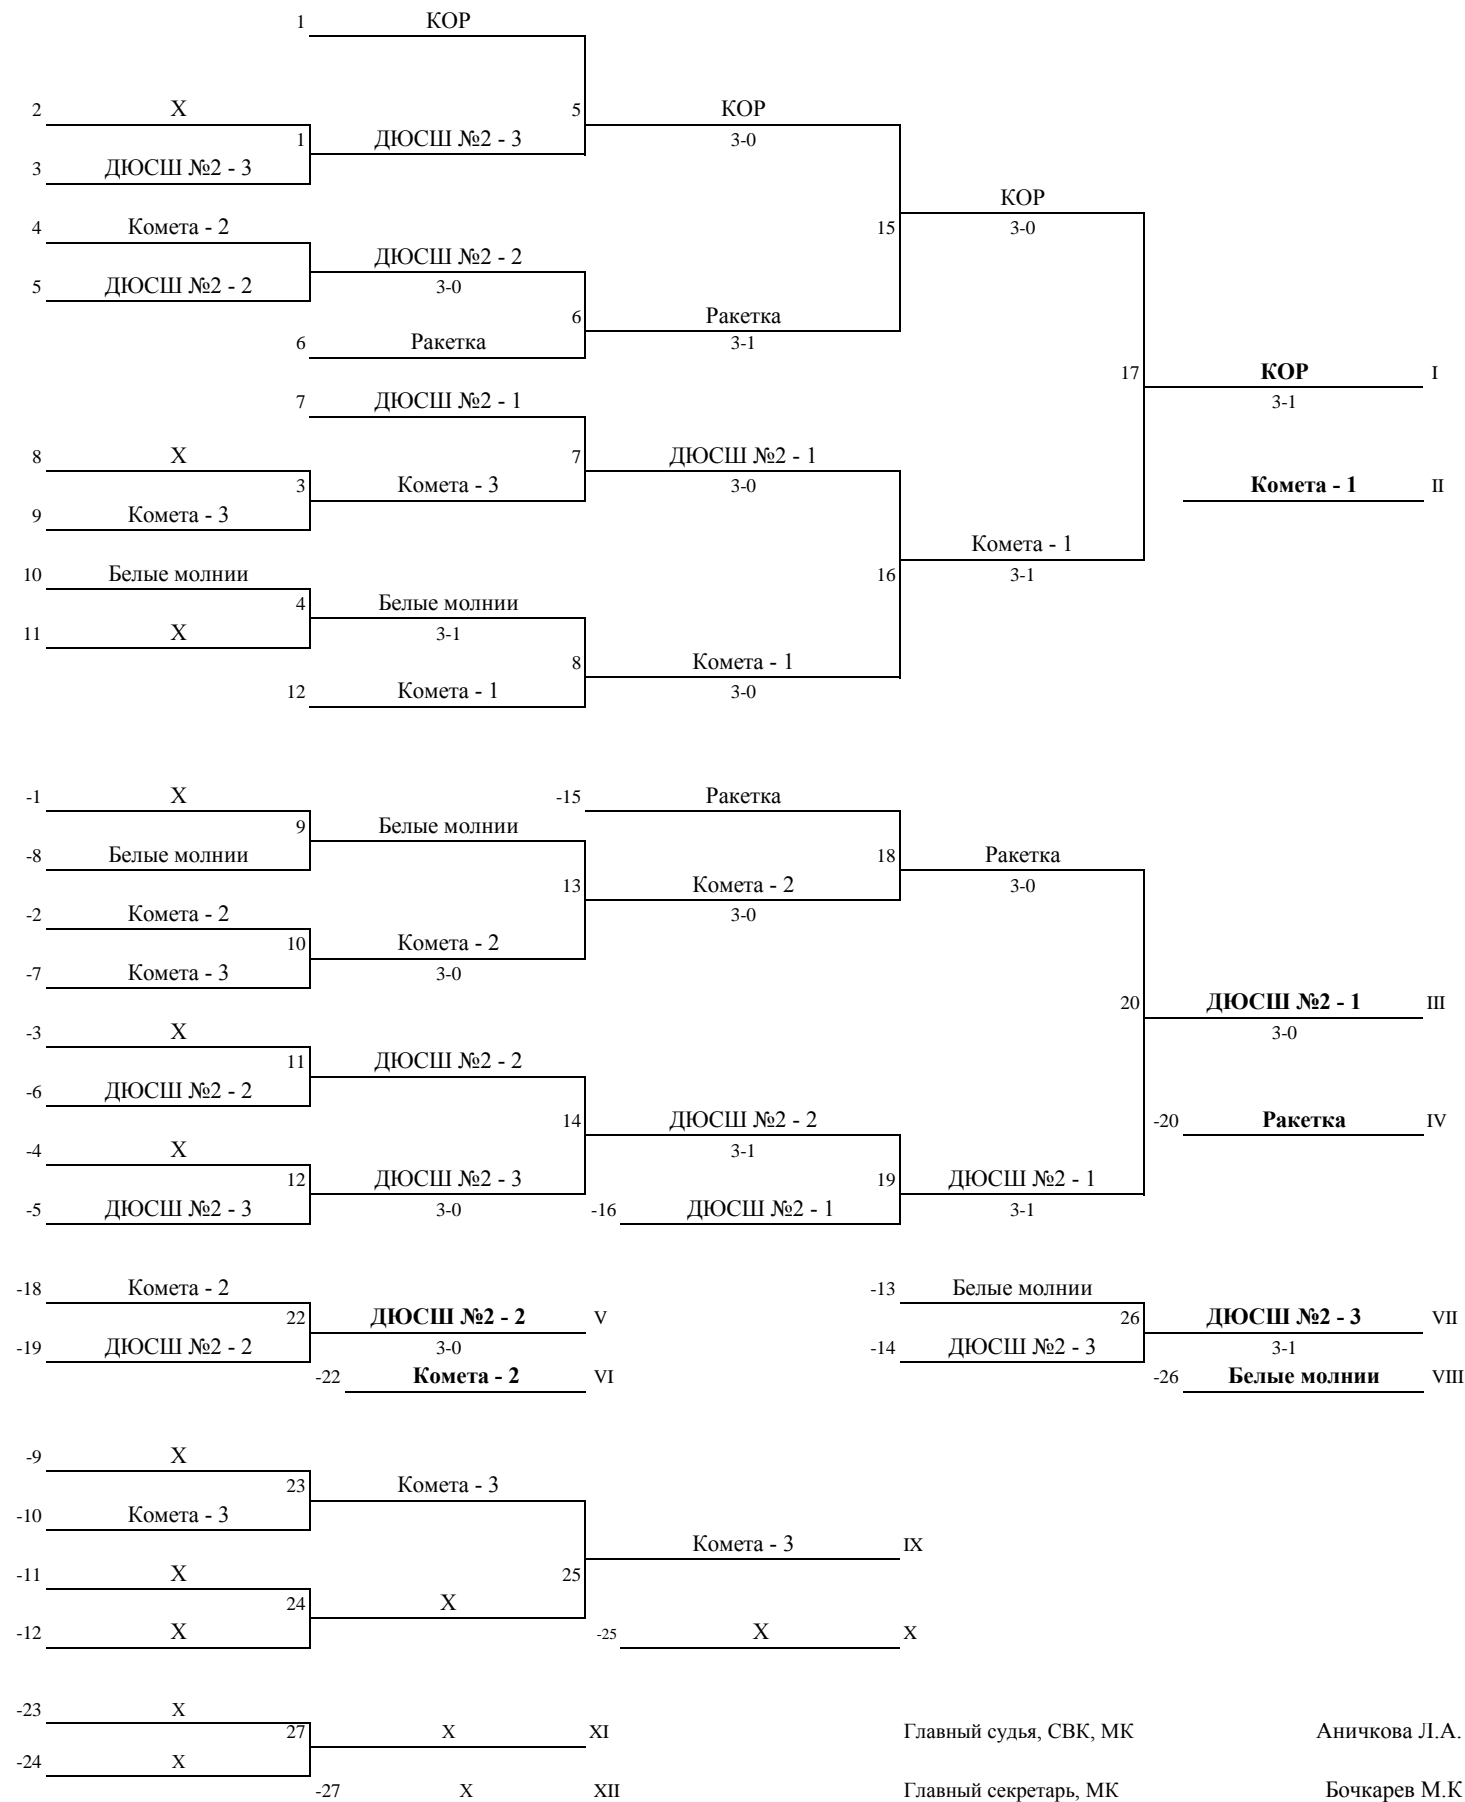 1 КОР
2 X 5 КОР
1 ДЮСШ №2 - 3 3-0
3 ДЮСШ №2 - 3
КОР
4 Комета - 2 15 3-0
ДЮСШ №2 - 2
5 ДЮСШ №2 - 2 3-0
6 Ракетка
6 Ракетка 3-1
17 КОР I
7 ДЮСШ №2 - 1 3-1
8 X 7 ДЮСШ №2 - 1
3 Комета - 3 3-0 Комета - 1 II
9 Комета - 3
Комета - 1
10 Белые молнии 16 3-1
4 Белые молнии
11 X 3-1
8 Комета - 1
12 Комета - 1 3-0
-1 X -15 Ракетка
9 Белые молнии
-8 Белые молнии 18 Ракетка
13 Комета - 2 3-0
-2 Комета - 2 3-0
10 Комета - 2
-7 Комета - 3 3-0
20 ДЮСШ №2 - 1 III
-3 X 3-0
11 ДЮСШ №2 - 2
-6 ДЮСШ №2 - 2
14 ДЮСШ №2 - 2 -20 Ракетка IV
-4 X 3-1
12 ДЮСШ №2 - 3 19 ДЮСШ №2 - 1
-5 ДЮСШ №2 - 3 3-0 -16 ДЮСШ №2 - 1 3-1
-18 Комета - 2 -13 Белые молнии
22 ДЮСШ №2 - 2 V 26 ДЮСШ №2 - 3 VII
-19 ДЮСШ №2 - 2 3-0 -14 ДЮСШ №2 - 3 3-1
-22 Комета - 2 VI -26 Белые молнии VIII
-9 X
23 Комета - 3
-10 Комета - 3
Комета - 3 IX
-11 X 25
24 X
-12 X -25 X X
-23 X
27 X XI Главный судья, СВК, МК Аничкова Л.А.
-24 X
-27 X XII Главный секретарь, МК Бочкарев М.К